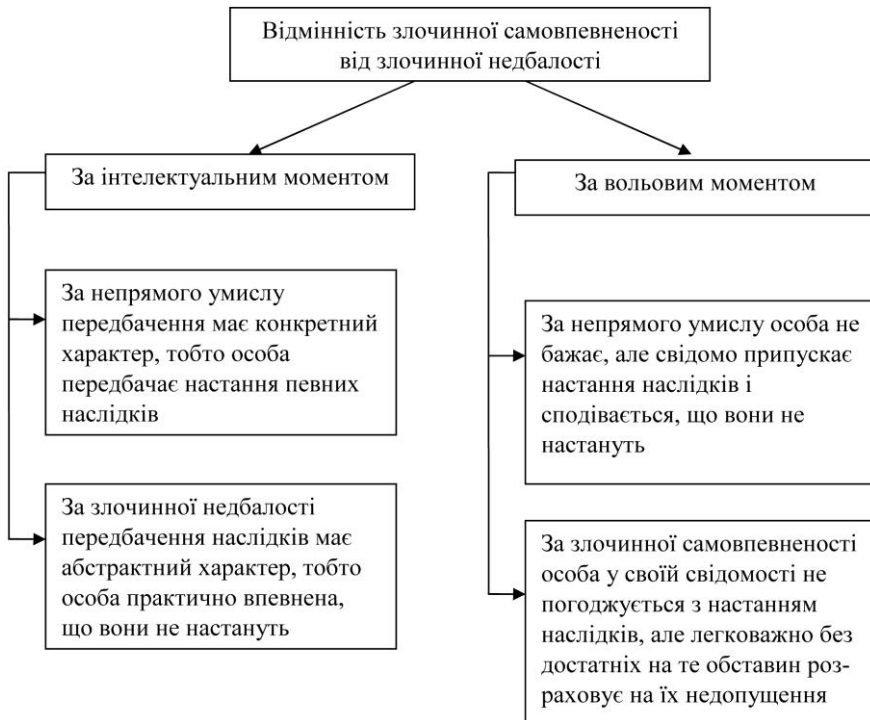 Відмінність злочинної самовпевненості
від злочинної недбалості
За інтелектуальним моментом
За непрямого умислу
передбачення має конкретний
характер, тобто особа
передбачає настання певних
наслідків
За злочинної недбалості
передбачення наслідків має
абстрактний характер, тобто
особа практично впевнена,
що вони не настануть
За вольовим моментом
За непрямого умислу особа не
бажає, але свідомо припускає
настання наслідків і
сподівається, що вони не
настануть
За злочинної самовпевненості
особа у своїй свідомості не
погоджується з настанням
наслідків, але легковажно без
достатніх на те обставин роз-
раховує на їх недопущення